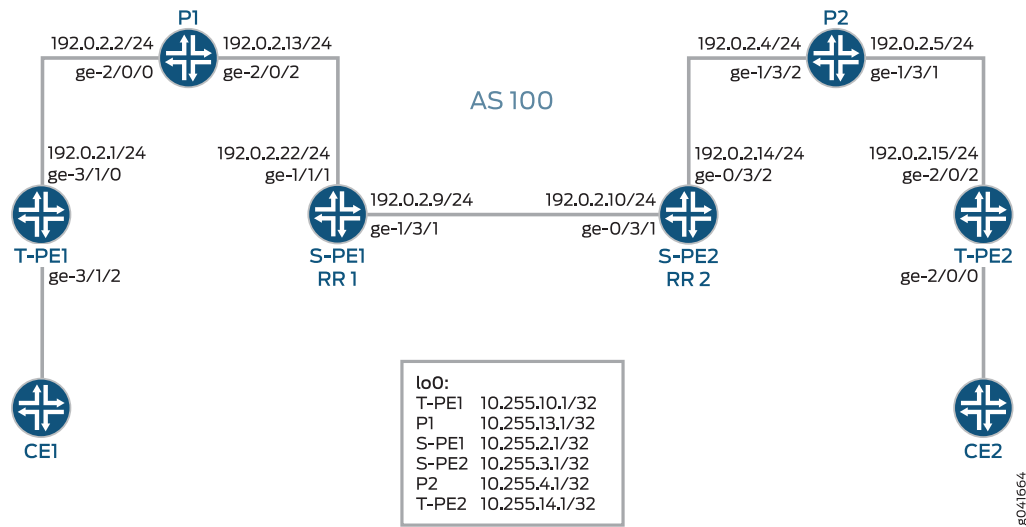 P1
P2
192.0.2.2/24 192.0.2.13/24
ge-2/0/0 ge-2/0/2
192.0.2.4/24 192.0.2.5/24
ge-1/3/2 ge-1/3/1
AS 100
192.0.2.1/24
ge-3/1/0
192.0.2.22/24
ge-1/1/1
192.0.2.14/24
ge-0/3/2
192.0.2.15/24
ge-2/0/2
192.0.2.9/24
ge-1/3/1
192.0.2.10/24
ge-0/3/1
T-PE1
S-PE1
RR 1
S-PE2
RR 2
T-PE2
ge-3/1/2
ge-2/0/0
lo0:
T-PE1 10.255.10.1/32
P1 10.255.13.1/32
S-PE1 10.255.2.1/32
S-PE2 10.255.3.1/32
P2 10.255.4.1/32
T-PE2 10.255.14.1/32
CE1
CE2
g041664